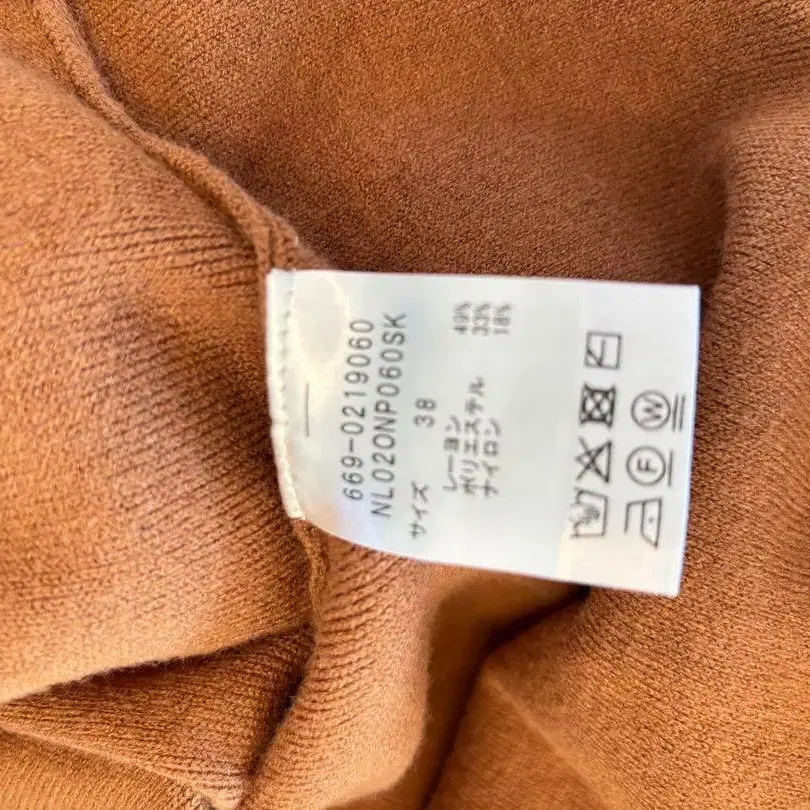 669-0219060
NL020NP060SK
サイズ 38
レーヨン 49%
ポリエステル 33%
ナイロン 18%
F W